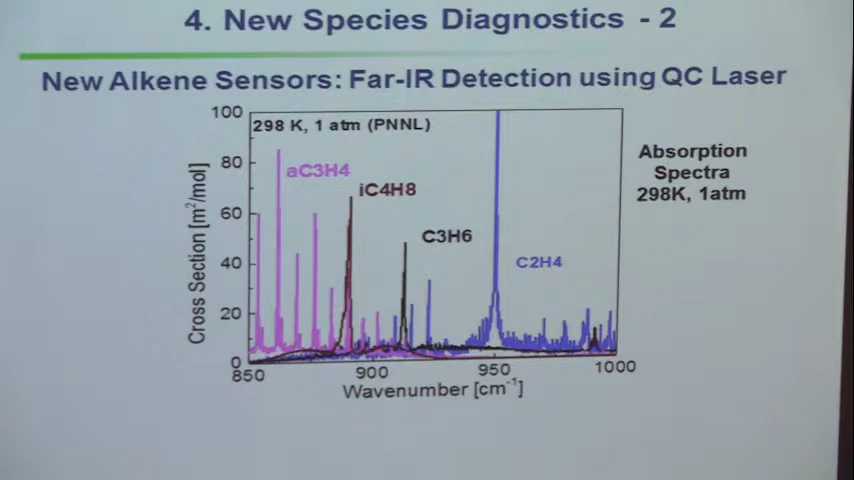 4. New Species Diagnostics - 2
New Alkene Sensors: Far-IR Detection using QC Laser
298 K, 1 atm (PNNL)
aC3H4
iC4H8
C3H6
C2H4
Absorption
Spectra
298K, 1atm
Cross Section [m²/mol]
100
80
60
40
20
0
850
900
950
1000
Wavenumber [cm⁻¹]